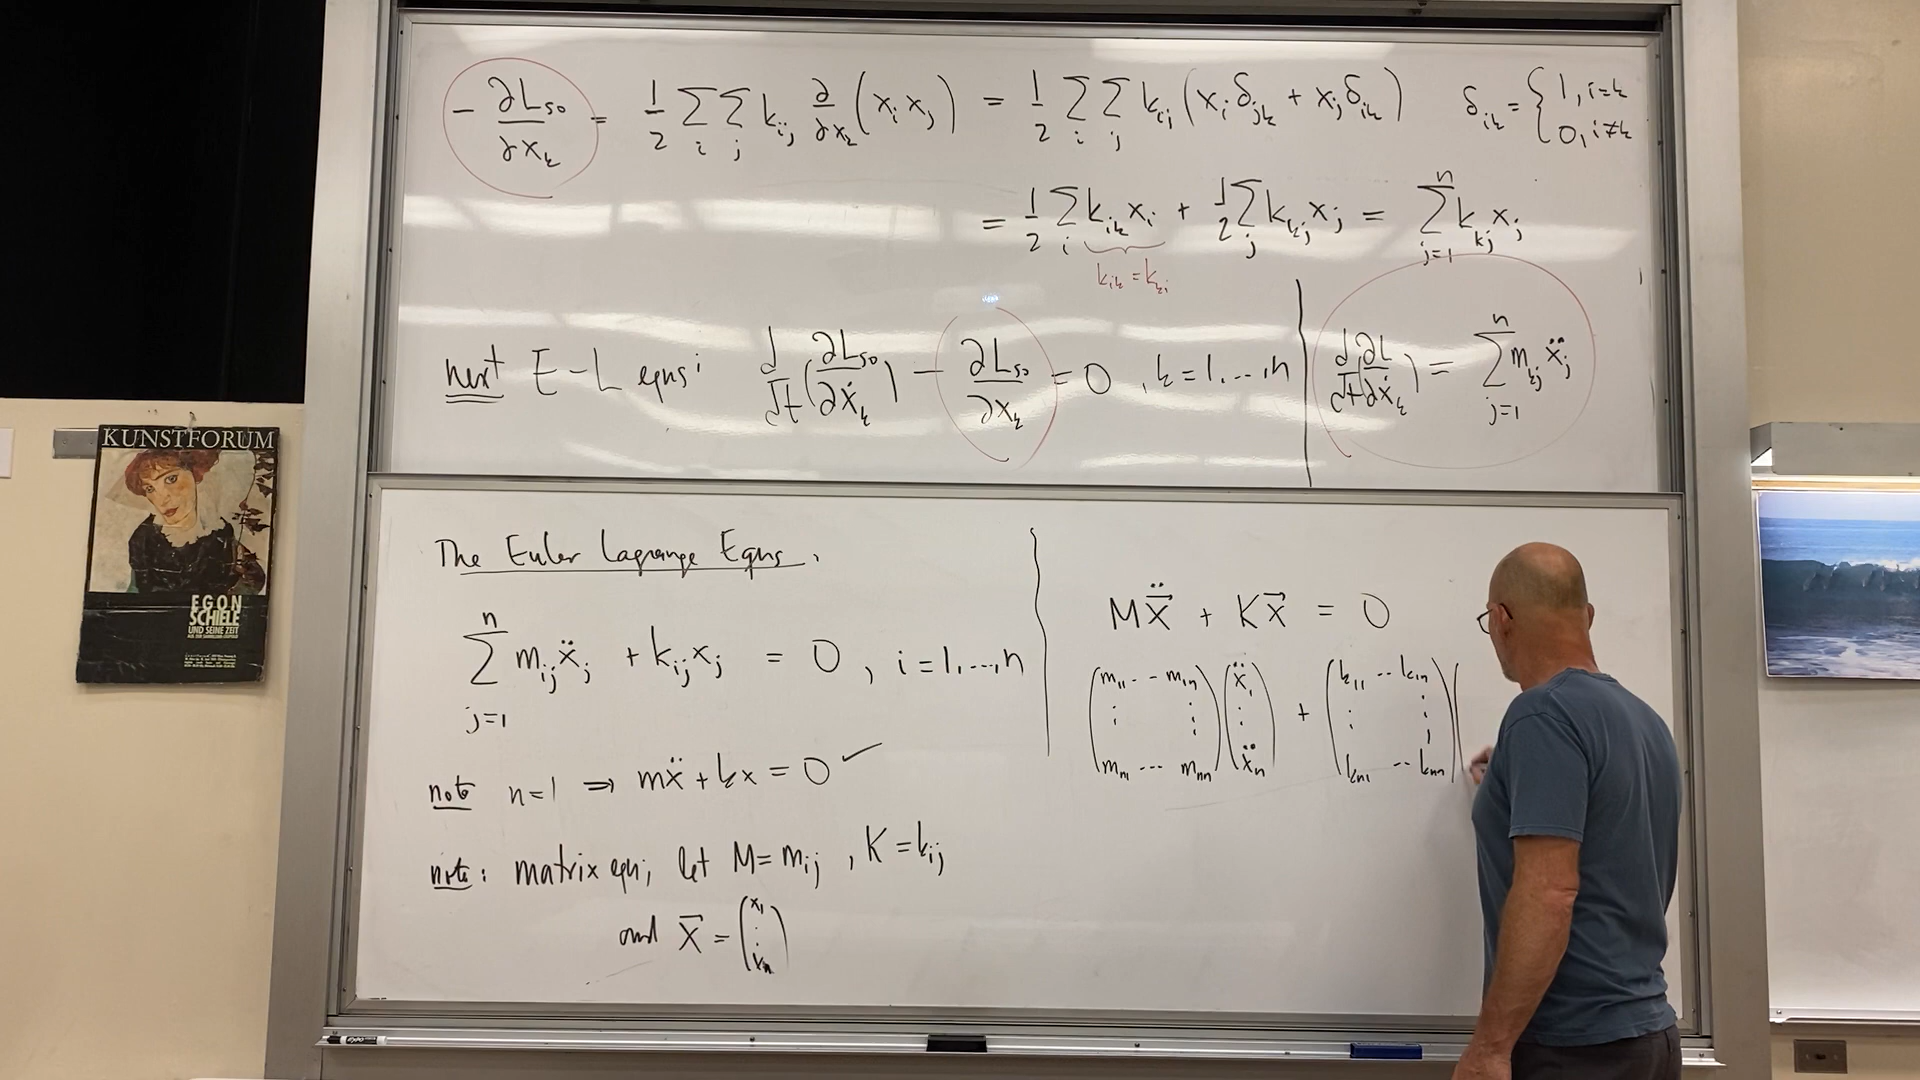 − ∂L_so/∂x_k = 1/2 Σ_i Σ_j k_ij ∂/∂x_k (x_i x_j) = 1/2 Σ_i Σ_j k_ij (x_i δ_jk + x_j δ_ik)   δ_ik = { 1, i=k
0, i≠k
= 1/2 Σ_i k_ik x_i + 1/2 Σ_j k_kj x_j = Σ_{j=1}^n k_kj x_j
k_ik = k_ki
next E-L eqns: d/dt (∂L_so/∂ẋ_k) − ∂L_so/∂x_k = 0 , k=1,...,n
d/dt (∂L/∂ẋ_k) = Σ_{j=1}^n m_kj ẍ_j
The Euler Lagrange Eqns.
Σ_{j=1}^n m_ij ẍ_j + k_ij x_j = 0 , i=1,...,n
note n=1 ⇒ mẍ + kx = 0 ✓
note: matrix eqn, let M = m_ij , K = k_ij
and x⃗ = (x_1 ⋮ x_n)
M ẍ⃗ + K x⃗ = 0
(m_11 -- m_1n ⋮ ⋮ m_n1 ... m_nn)(ẍ_1 ⋮ ẍ_n) + (k_11 -- k_1n ⋮ ⋮ k_n1 -- k_nn)(
KUNSTFORUM
EGON
SCHIELE
UND SEINE ZEIT
EXPO